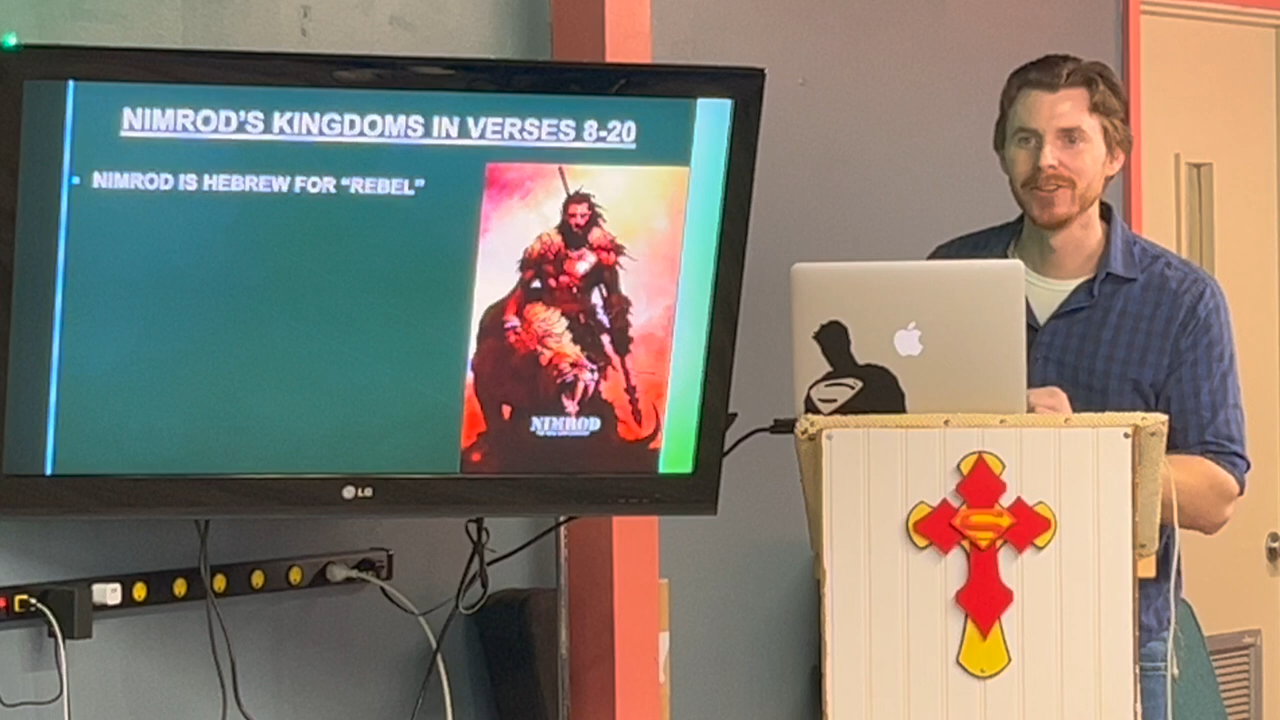 NIMROD'S KINGDOMS IN VERSES 8-20
NIMROD IS HEBREW FOR “REBEL”
NIMROD
LG